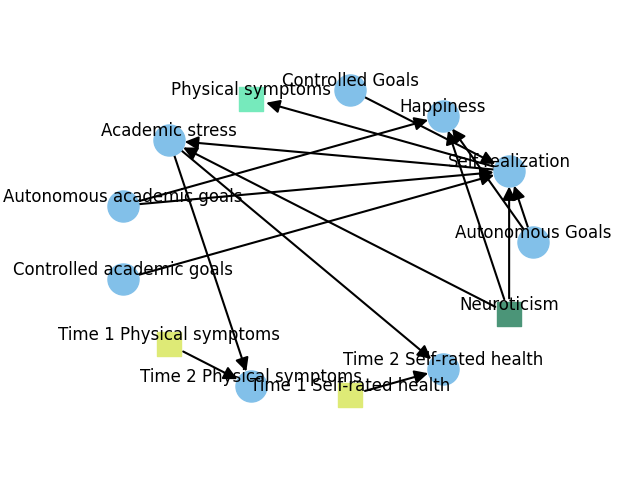 Controlled Goals
Physical symptoms
Happiness
Academic stress
Self-realization
Autonomous academic goals
Autonomous Goals
Controlled academic goals
Neuroticism
Time 1 Physical symptoms
Time 2 Self-rated health
Time 2 Physical symptoms
Time 1 Self-rated health